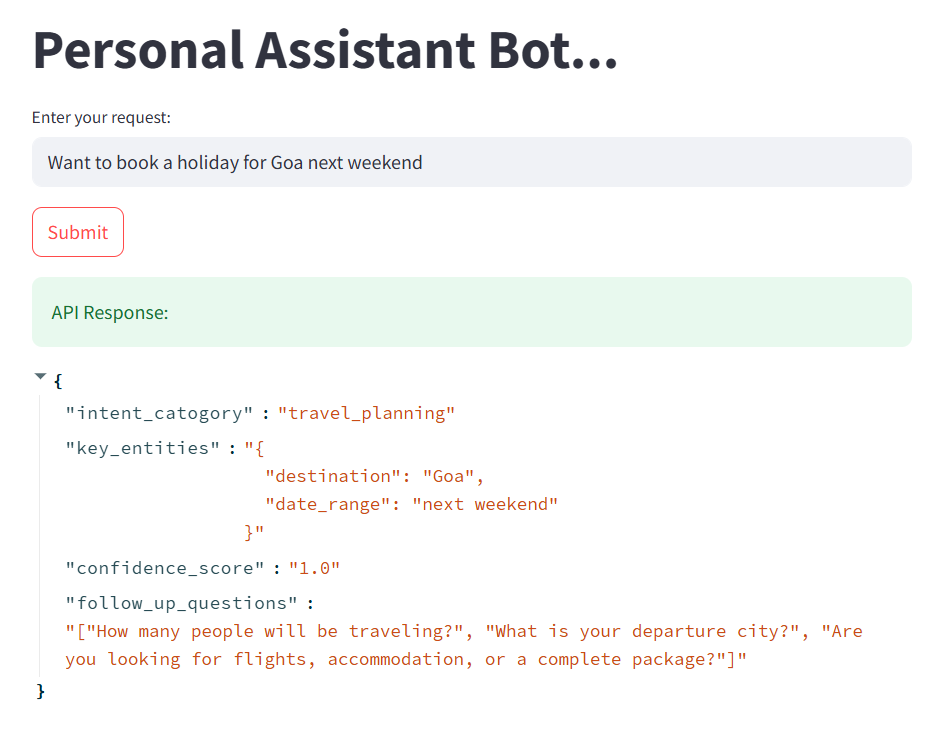 Personal Assistant Bot...
Enter your request:
Want to book a holiday for Goa next weekend
Submit
API Response:
{
"intent_catogory" : "travel_planning"
"key_entities" : "{
"destination": "Goa",
"date_range": "next weekend"
}"
"confidence_score" : "1.0"
"follow_up_questions" :
"["How many people will be traveling?", "What is your departure city?", "Are
you looking for flights, accommodation, or a complete package?"]"
}